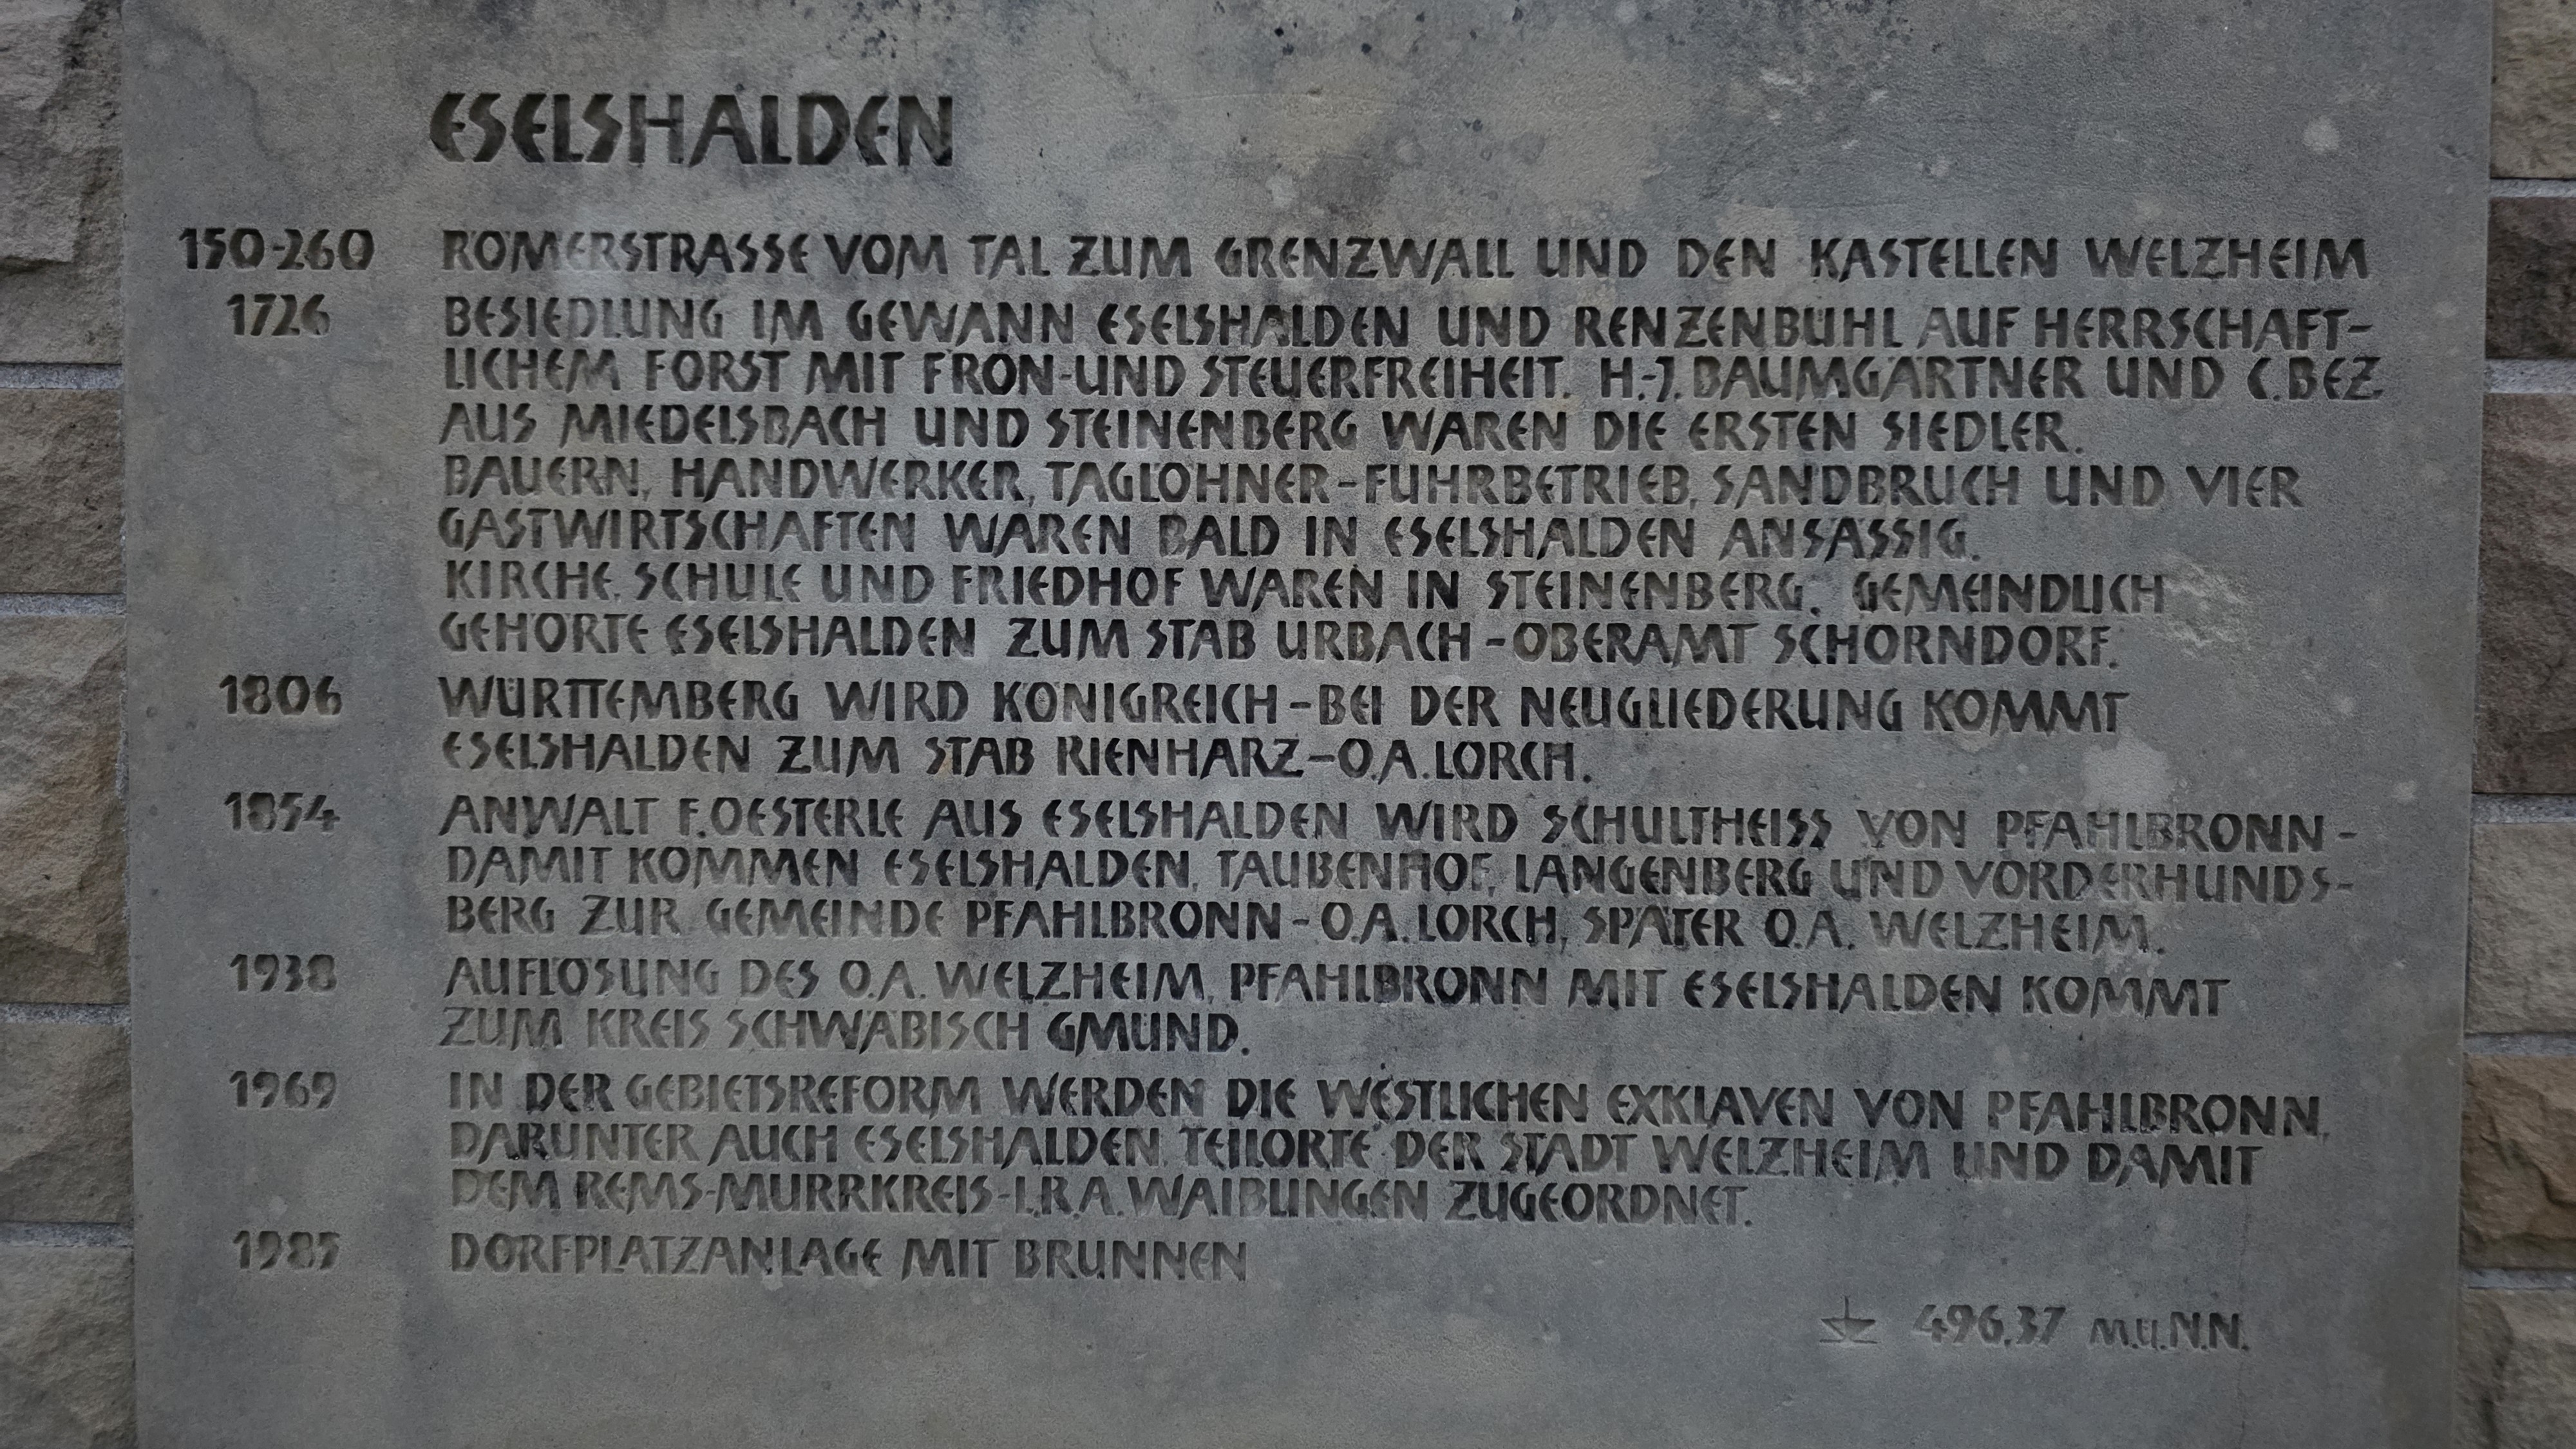 ESELSHALDEN
150-260 RÖMERSTRASSE VOM TAL ZUM GRENZWALL UND DEN KASTELLEN WELZHEIM
1726 BESIEDLUNG IM GEWANN ESELSHALDEN UND RENZENBÜHL AUF HERRSCHAFT-
LICHEM FORST MIT FRON-UND STEUERFREIHEIT. H.-J. BAUMGÄRTNER UND C. BEZ
AUS MIEDELSBACH UND STEINENBERG WAREN DIE ERSTEN SIEDLER.
BAUERN, HANDWERKER, TAGLÖHNER-FUHRBETRIEB, SANDBRUCH UND VIER
GASTWIRTSCHAFTEN WAREN BALD IN ESELSHALDEN ANSÄSSIG.
KIRCHE, SCHULE UND FRIEDHOF WAREN IN STEINENBERG. GEMEINDLICH
GEHÖRTE ESELSHALDEN ZUM STAB URBACH-OBERAMT SCHORNDORF.
1806 WÜRTTEMBERG WIRD KÖNIGREICH-BEI DER NEUGLIEDERUNG KOMMT
ESELSHALDEN ZUM STAB RIENHARZ-O.A. LORCH.
1854 ANWALT F. OESTERLE AUS ESELSHALDEN WIRD SCHULTHEISS VON PFAHLBRONN-
DAMIT KOMMEN ESELSHALDEN, TAUBENHOF, LANGENBERG UND VORDERHUNDS-
BERG ZUR GEMEINDE PFAHLBRONN-O.A. LORCH, SPÄTER O.A. WELZHEIM.
1938 AUFLÖSUNG DES O.A. WELZHEIM, PFAHLBRONN MIT ESELSHALDEN KOMMT
ZUM KREIS SCHWÄBISCH GMÜND.
1969 IN DER GEBIETSREFORM WERDEN DIE WESTLICHEN EXKLAVEN VON PFAHLBRONN,
DARUNTER AUCH ESELSHALDEN, TEILORTE DER STADT WELZHEIM UND DAMIT
DEM REMS-MURRKREIS-L.R.A. WAIBLINGEN ZUGEORDNET.
1985 DORFPLATZANLAGE MIT BRUNNEN
496,37 m.ü.N.N.